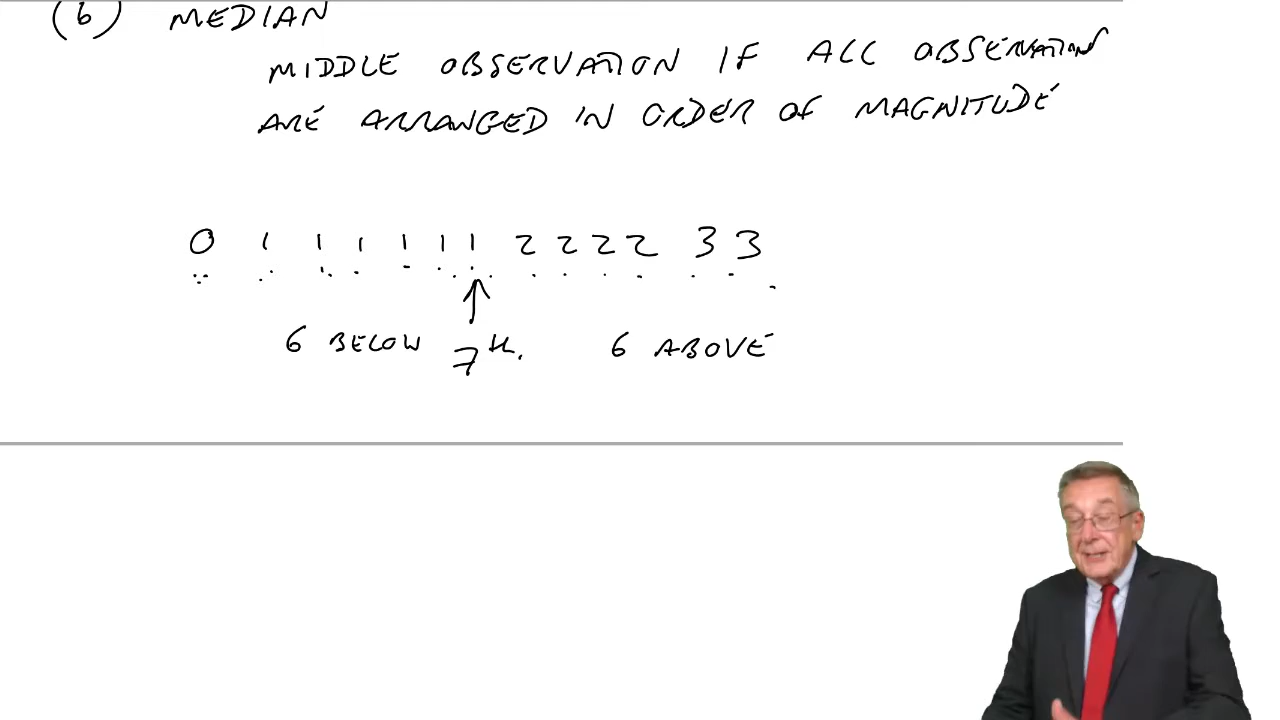 (b) MEDIAN
MIDDLE OBSERVATION IF ALL OBSERVATIONS
ARE ARRANGED IN ORDER OF MAGNITUDE
0 1 1 1 1 1 1 2 2 2 2 3 3
6 BELOW 7th. 6 ABOVE